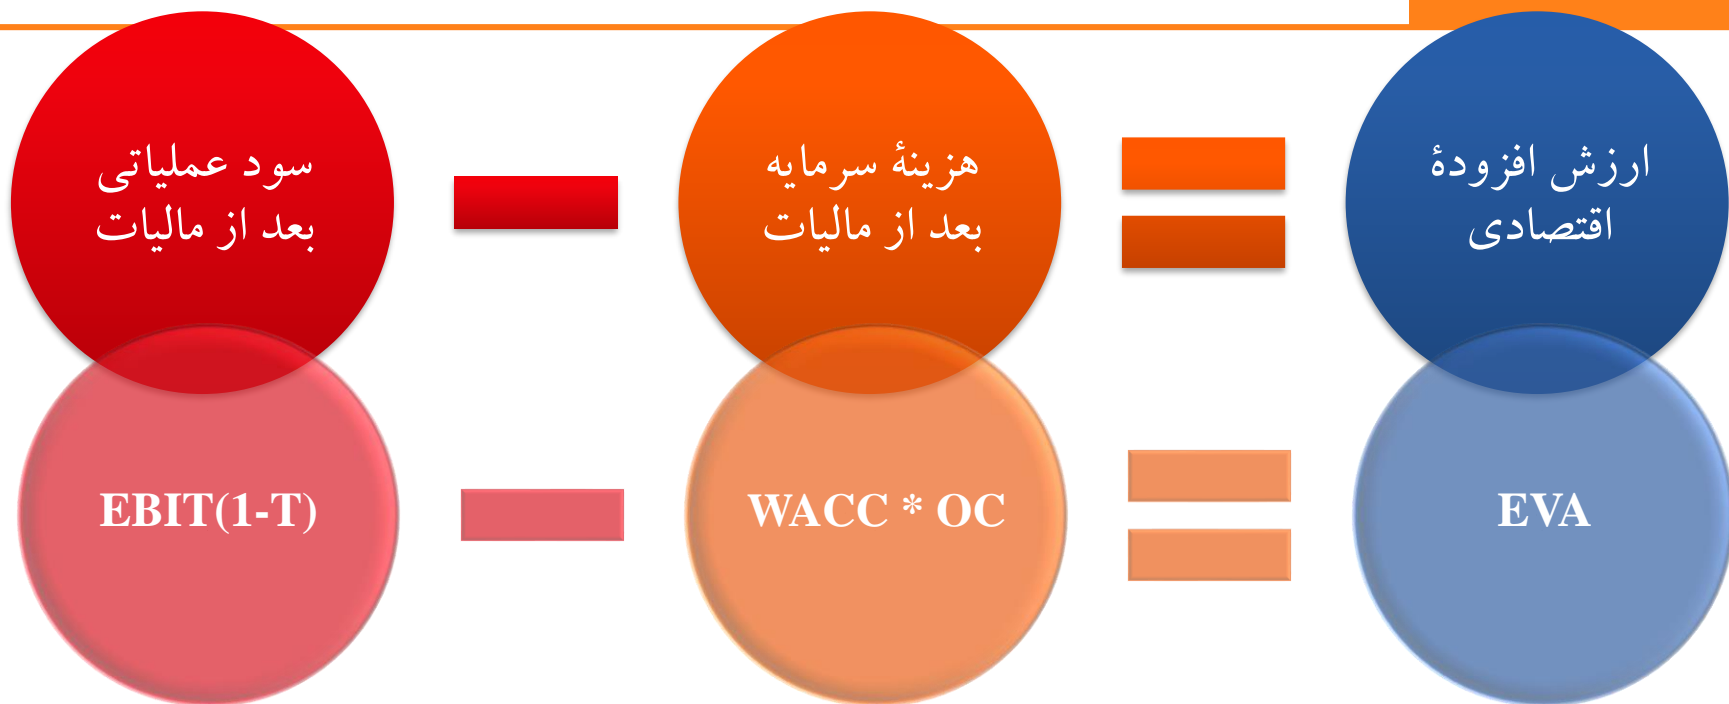 سود عملیاتی
بعد از مالیات
هزینهٔ سرمایه
بعد از مالیات
ارزش افزودهٔ
اقتصادی
EBIT(1-T)
WACC * OC
EVA